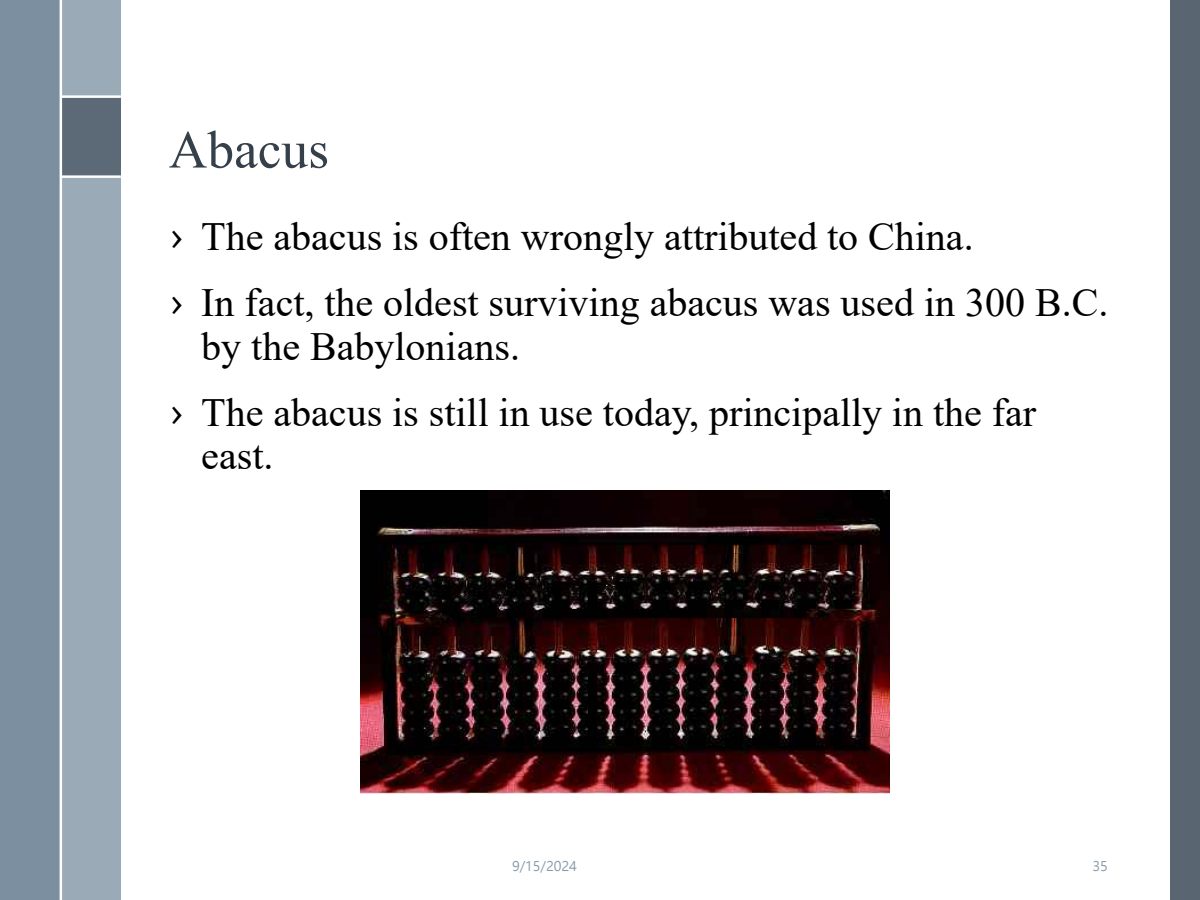 Abacus
› The abacus is often wrongly attributed to China.
› In fact, the oldest surviving abacus was used in 300 B.C.
by the Babylonians.
› The abacus is still in use today, principally in the far
east.
9/15/2024
35